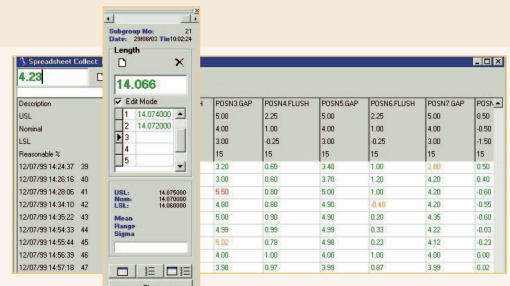 Subgroup No: 21
Date: 29/08/03 Tim10:02:24
Length
14.066
Edit Mode
1 14.074000
2 14.072000
3
4
5
USL: 14.075000
Nom: 14.070000
LSL: 14.060000
Mean
Range
Sigma
Spreadsheet Collect:
4.23
Description POSN3.GAP POSN4.FLUSH POSN5.GAP POSN6.FLUSH POSN7.GAP POSN
USL 5.00 2.25 5.00 2.25 5.00 0.50
Nominal 4.00 1.00 4.00 1.00 4.00 -0.50
LSL 3.00 -0.25 3.00 -0.25 3.00 -1.50
Reasonable % 15 15 15 15 15 15
12/07/99 14:24:37 39 3.20 0.60 3.40 1.00 2.80 0.50
12/07/99 14:26:16 40 3.00 0.60 3.70 1.20 4.20 0.40
12/07/99 14:28:06 41 5.50 0.80 5.00 1.00 4.20 -0.60
12/07/99 14:34:10 42 4.80 0.80 4.90 -0.40 4.20 -0.55
12/07/99 14:35:22 43 5.00 0.90 4.90 0.20 4.35 -0.60
12/07/99 14:54:33 44 4.99 0.99 4.99 0.33 4.22 -0.03
12/07/99 14:55:44 45 5.02 0.78 4.98 0.23 4.12 -0.23
12/07/99 14:56:39 46 4.00 1.00 4.00 1.00 4.00 0.00
12/07/99 14:57:18 47 3.98 0.97 3.99 0.87 3.99 0.02